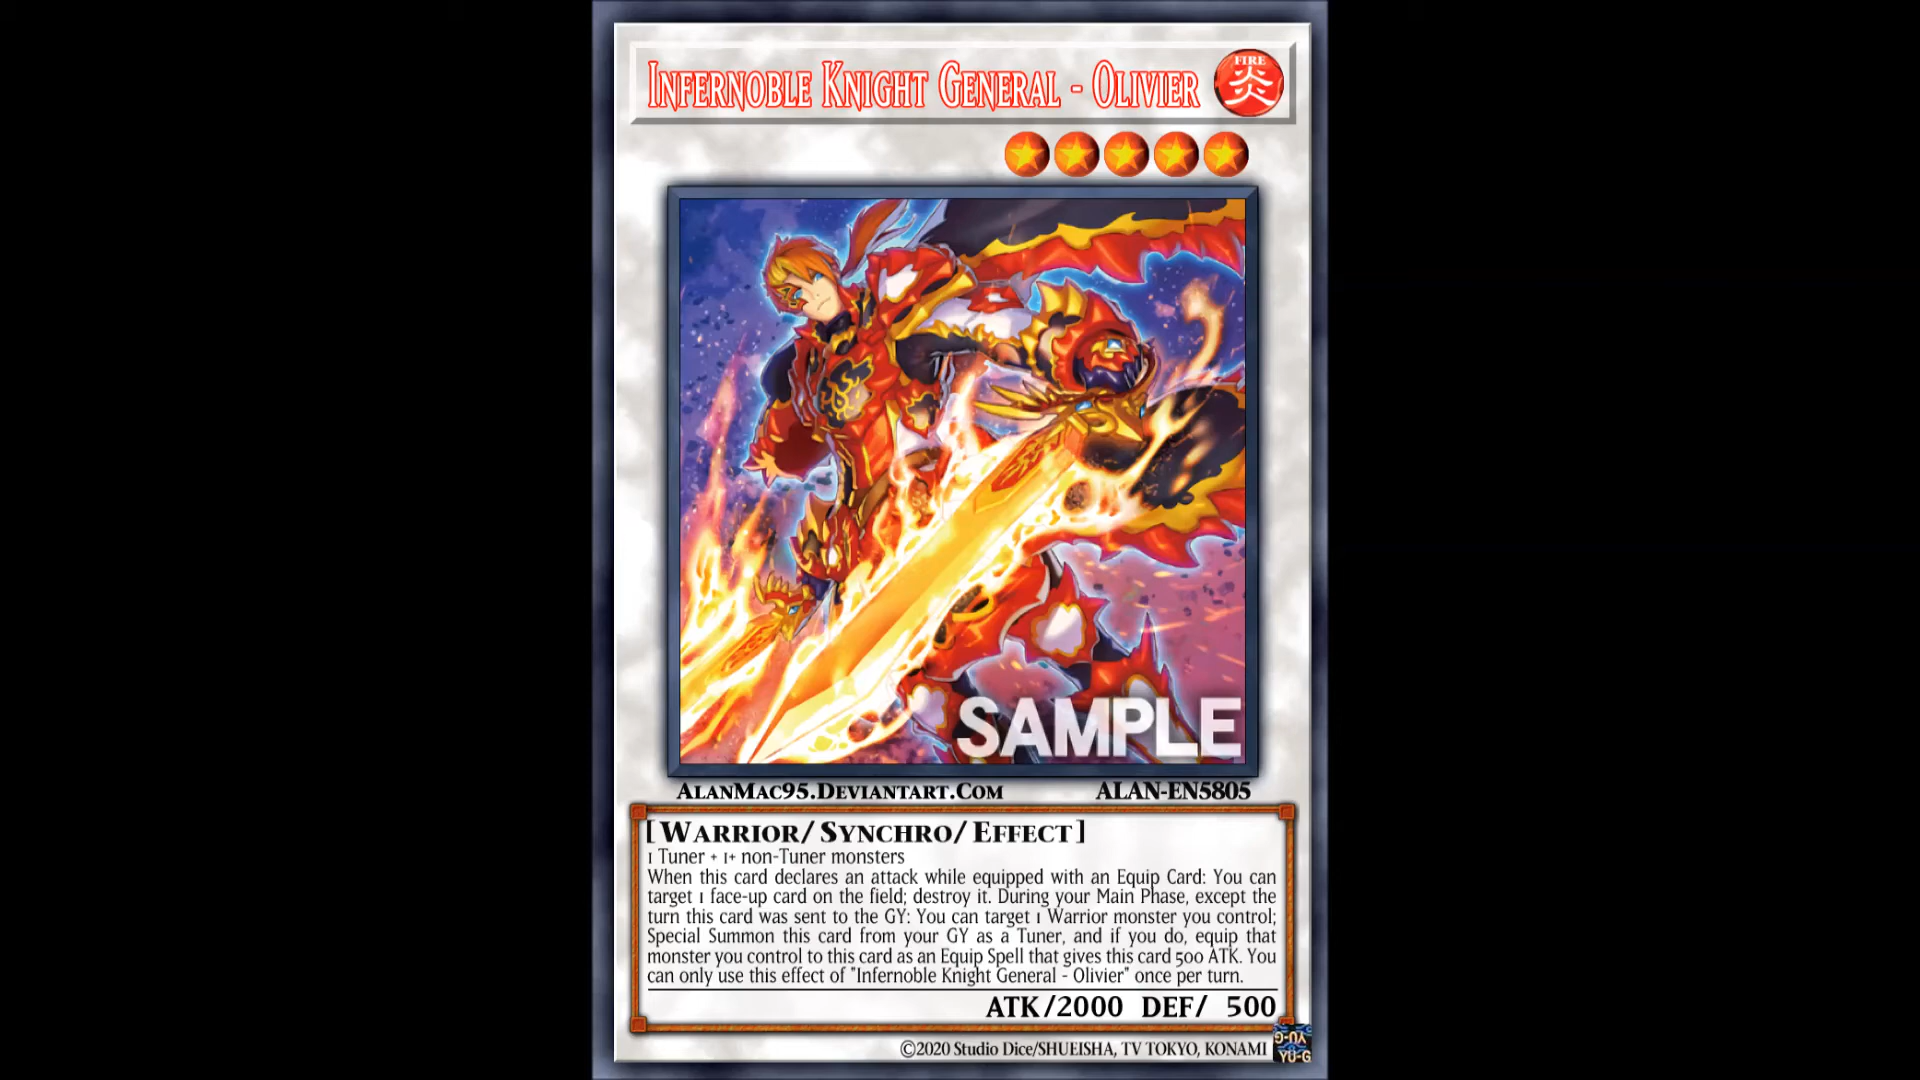 Infernoble Knight General - Olivier
FIRE
炎
SAMPLE
AlanMac95.Deviantart.Com ALAN-EN5805
[Warrior/Synchro/Effect]
1 Tuner + 1+ non-Tuner monsters
When this card declares an attack while equipped with an Equip Card: You can
target 1 face-up card on the field; destroy it. During your Main Phase, except the
turn this card was sent to the GY: You can target 1 Warrior monster you control;
Special Summon this card from your GY as a Tuner, and if you do, equip that
monster you control to this card as an Equip Spell that gives this card 500 ATK. You
can only use this effect of "Infernoble Knight General - Olivier" once per turn.
ATK/2000 DEF/ 500
©2020 Studio Dice/SHUEISHA, TV TOKYO, KONAMI
YU-G
YU-G